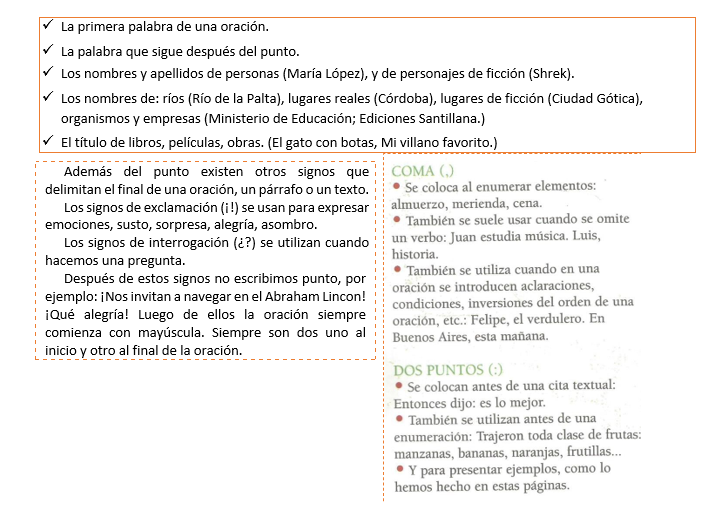 ✓ La primera palabra de una oración.
✓ La palabra que sigue después del punto.
✓ Los nombres y apellidos de personas (María López), y de personajes de ficción (Shrek).
✓ Los nombres de: ríos (Río de la Palta), lugares reales (Córdoba), lugares de ficción (Ciudad Gótica),
organismos y empresas (Ministerio de Educación; Ediciones Santillana.)
✓ El título de libros, películas, obras. (El gato con botas, Mi villano favorito.)
Además del punto existen otros signos que
delimitan el final de una oración, un párrafo o un texto.
Los signos de exclamación (¡!) se usan para expresar
emociones, susto, sorpresa, alegría, asombro.
Los signos de interrogación (¿?) se utilizan cuando
hacemos una pregunta.
Después de estos signos no escribimos punto, por
ejemplo: ¡Nos invitan a navegar en el Abraham Lincon!
¡Qué alegría! Luego de ellos la oración siempre
comienza con mayúscula. Siempre son dos uno al
inicio y otro al final de la oración.
COMA (,)
• Se coloca al enumerar elementos:
almuerzo, merienda, cena.
• También se suele usar cuando se omite
un verbo: Juan estudia música. Luis,
historia.
• También se utiliza cuando en una
oración se introducen aclaraciones,
condiciones, inversiones del orden de una
oración, etc.: Felipe, el verdulero. En
Buenos Aires, esta mañana.
DOS PUNTOS (:)
• Se colocan antes de una cita textual:
Entonces dijo: es lo mejor.
• También se utilizan antes de una
enumeración: Trajeron toda clase de frutas:
manzanas, bananas, naranjas, frutillas...
• Y para presentar ejemplos, como lo
hemos hecho en estas páginas.